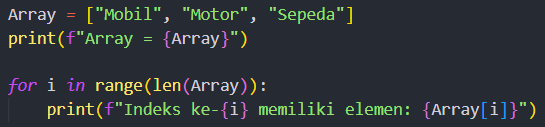 Array = ["Mobil", "Motor", "Sepeda"]
print(f"Array = {Array}")

for i in range(len(Array)):
    print(f"Indeks ke-{i} memiliki elemen: {Array[i]}")